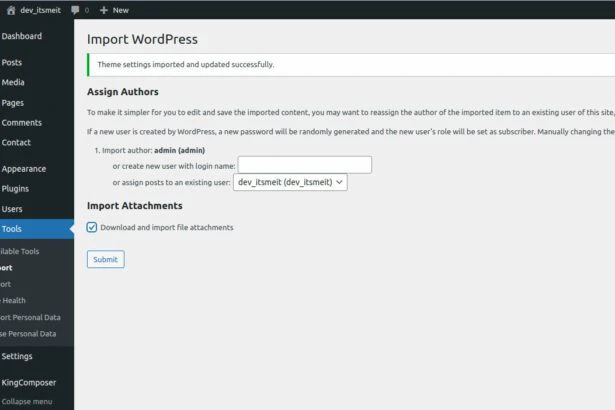 dev_itsmeit 0 New
Dashboard
Posts
Media
Pages
Comments
Contact
Appearance
Plugins
Users
Tools
ilable Tools
port
ort
Health
ort Personal Data
se Personal Data
Settings
KingComposer
Collapse menu
Import WordPress
Theme settings imported and updated successfully.
Assign Authors
To make it simpler for you to edit and save the imported content, you may want to reassign the author of the imported item to an existing user of this site,
If a new user is created by WordPress, a new password will be randomly generated and the new user's role will be set as subscriber. Manually changing the
1. Import author: admin (admin)
or create new user with login name:
or assign posts to an existing user: dev_itsmeit (dev_itsmeit)
Import Attachments
Download and import file attachments
Submit